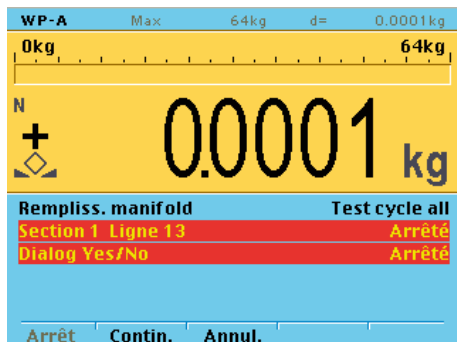 WP-A Max 64kg d= 0.0001kg
0kg 64kg
N
+ 0.0001 kg
Rempliss. manifold Test cycle all
Section 1 Ligne 13 Arrêté
Dialog Yes/No Arrêté
Arrêt Contin. Annul.